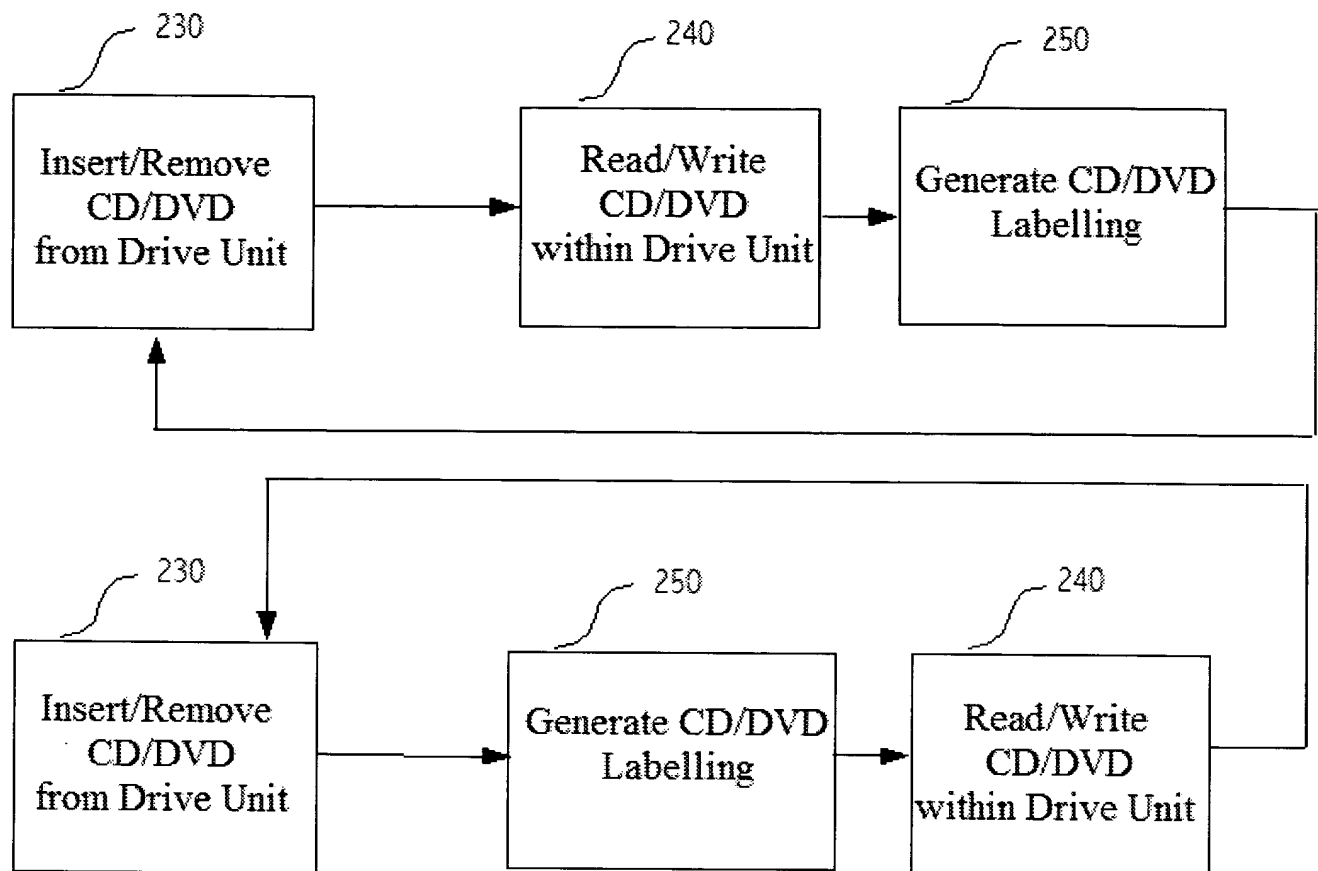 230
240
250
Insert/Remove
CD/DVD
from Drive Unit
Read/Write
CD/DVD
within Drive Unit
Generate CD/DVD
Labelling
230
250
240
Insert/Remove
CD/DVD
from Drive Unit
Generate CD/DVD
Labelling
Read/Write
CD/DVD
within Drive Unit